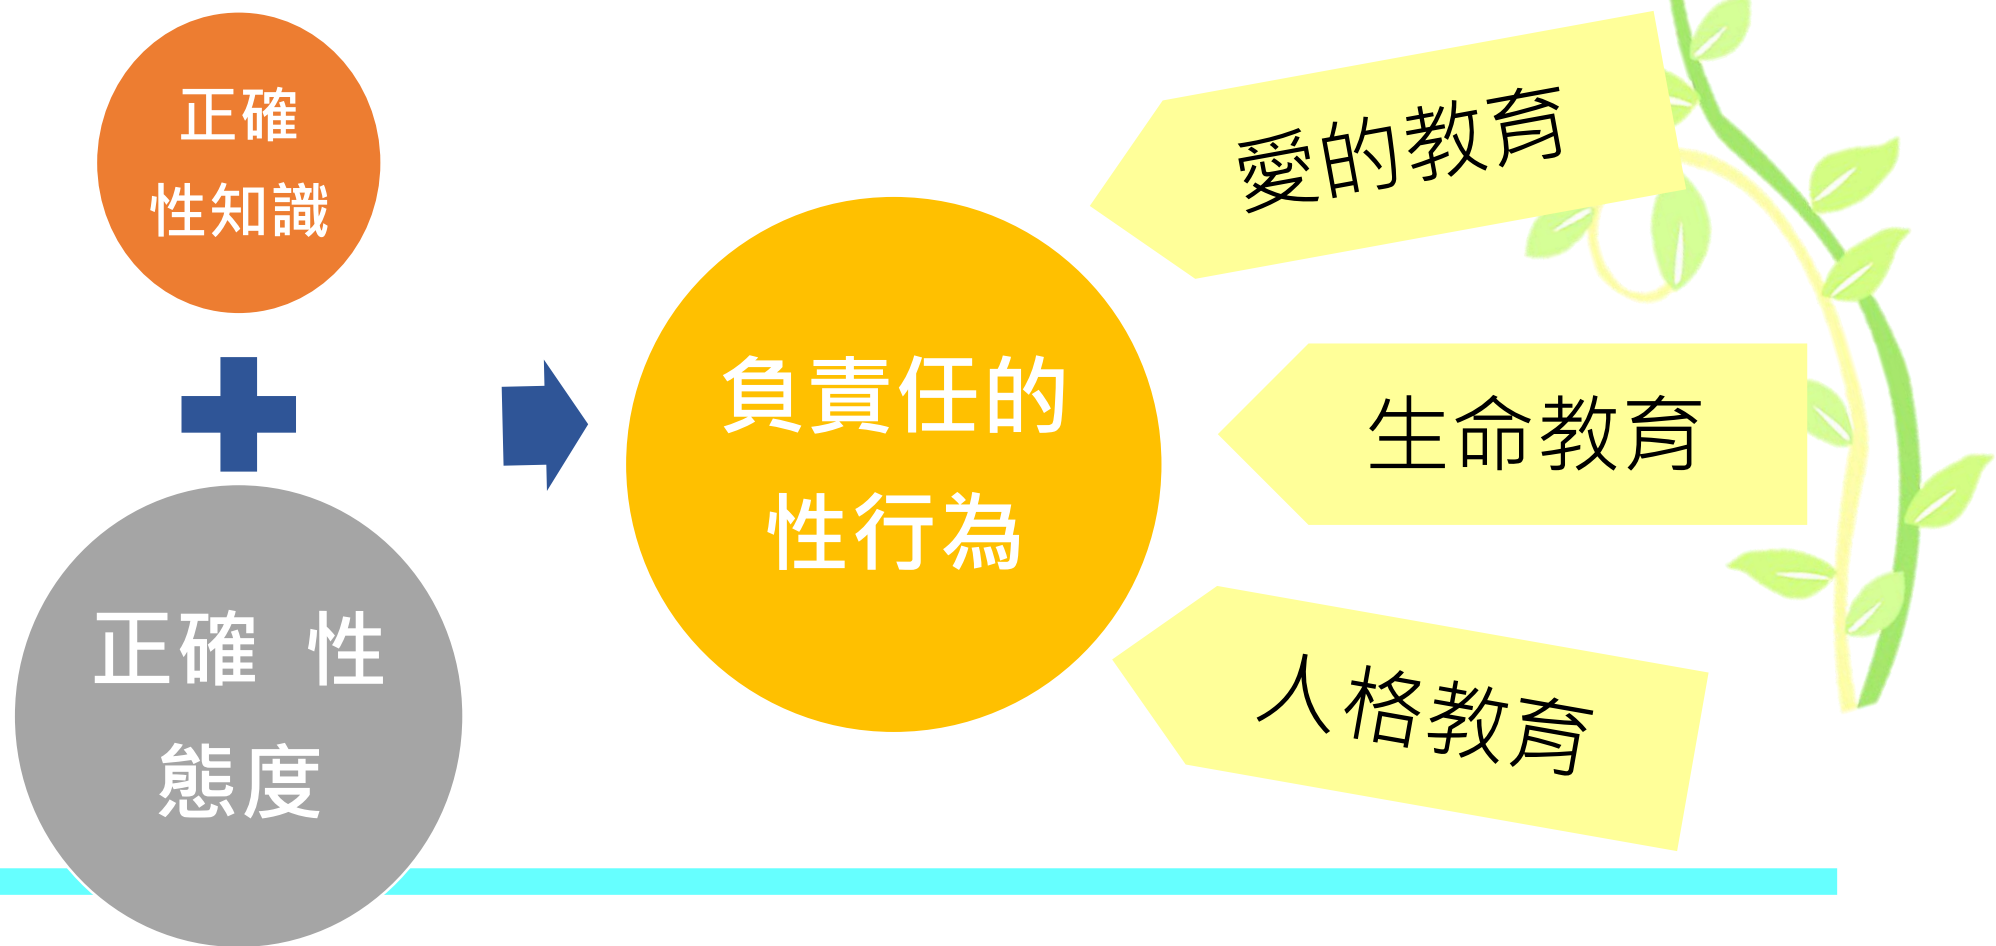 正確
性知識
正確 性
態度
負責任的
性行為
愛的教育
生命教育
人格教育